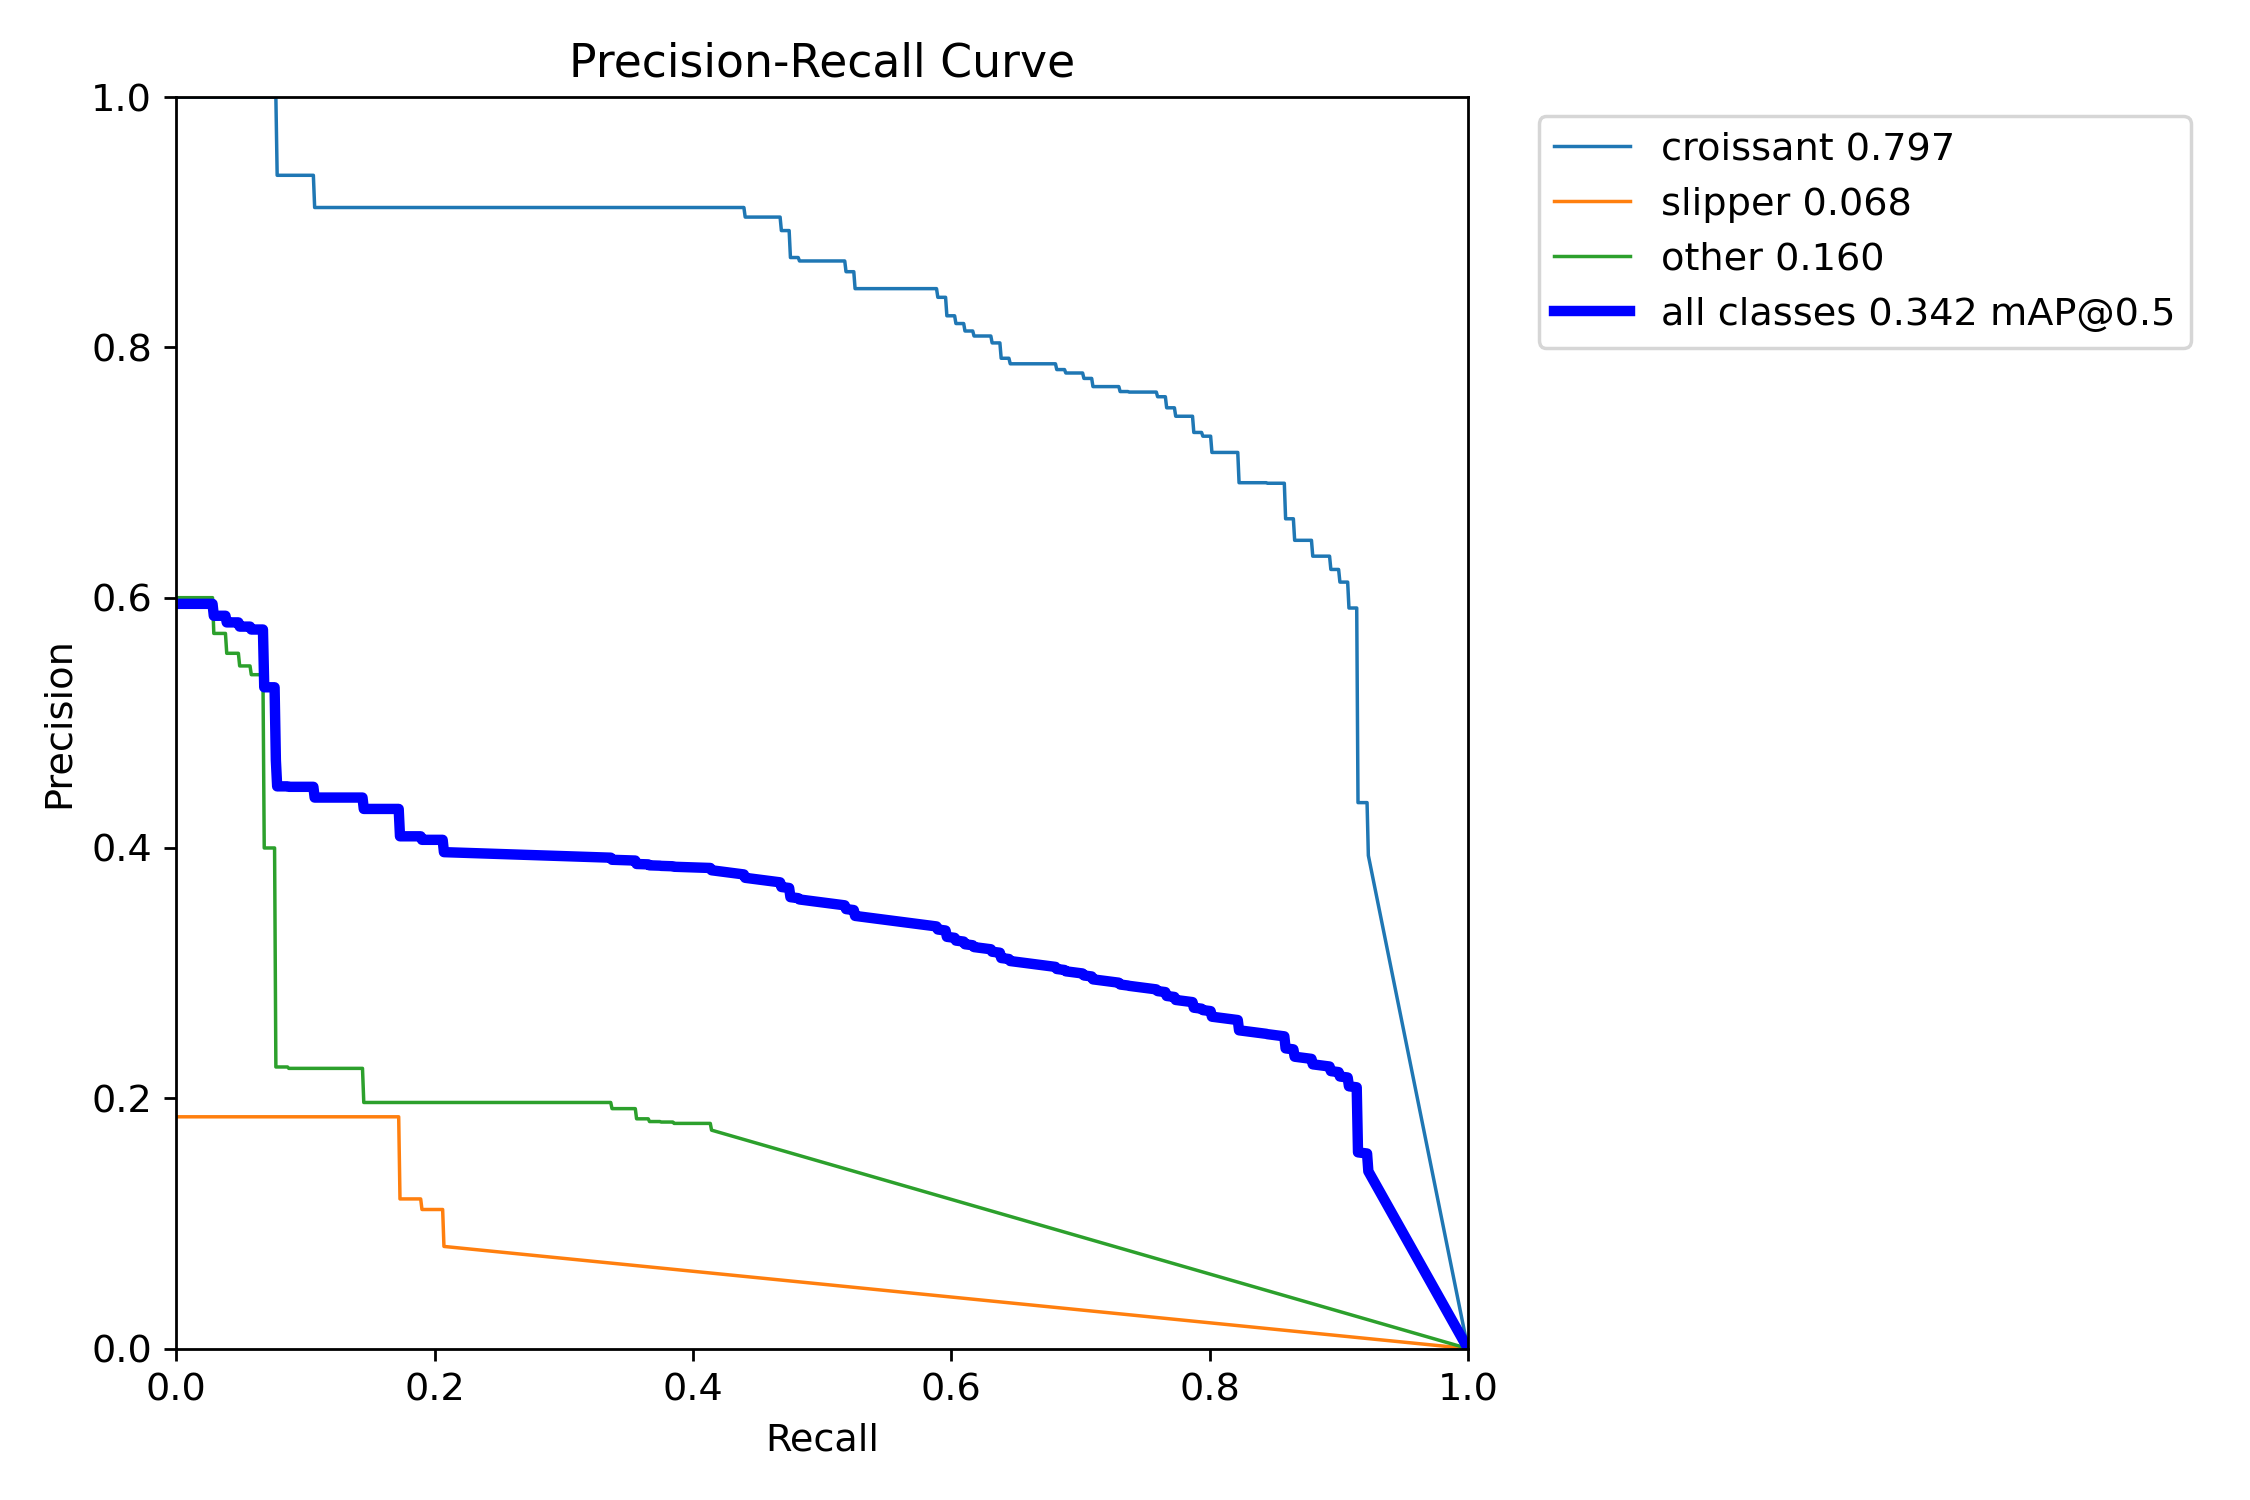 Precision-Recall Curve
1.0
0.8
0.6
0.4
0.2
0.0
Precision
0.0 0.2 0.4 0.6 0.8 1.0
Recall
croissant 0.797
slipper 0.068
other 0.160
all classes 0.342 mAP@0.5